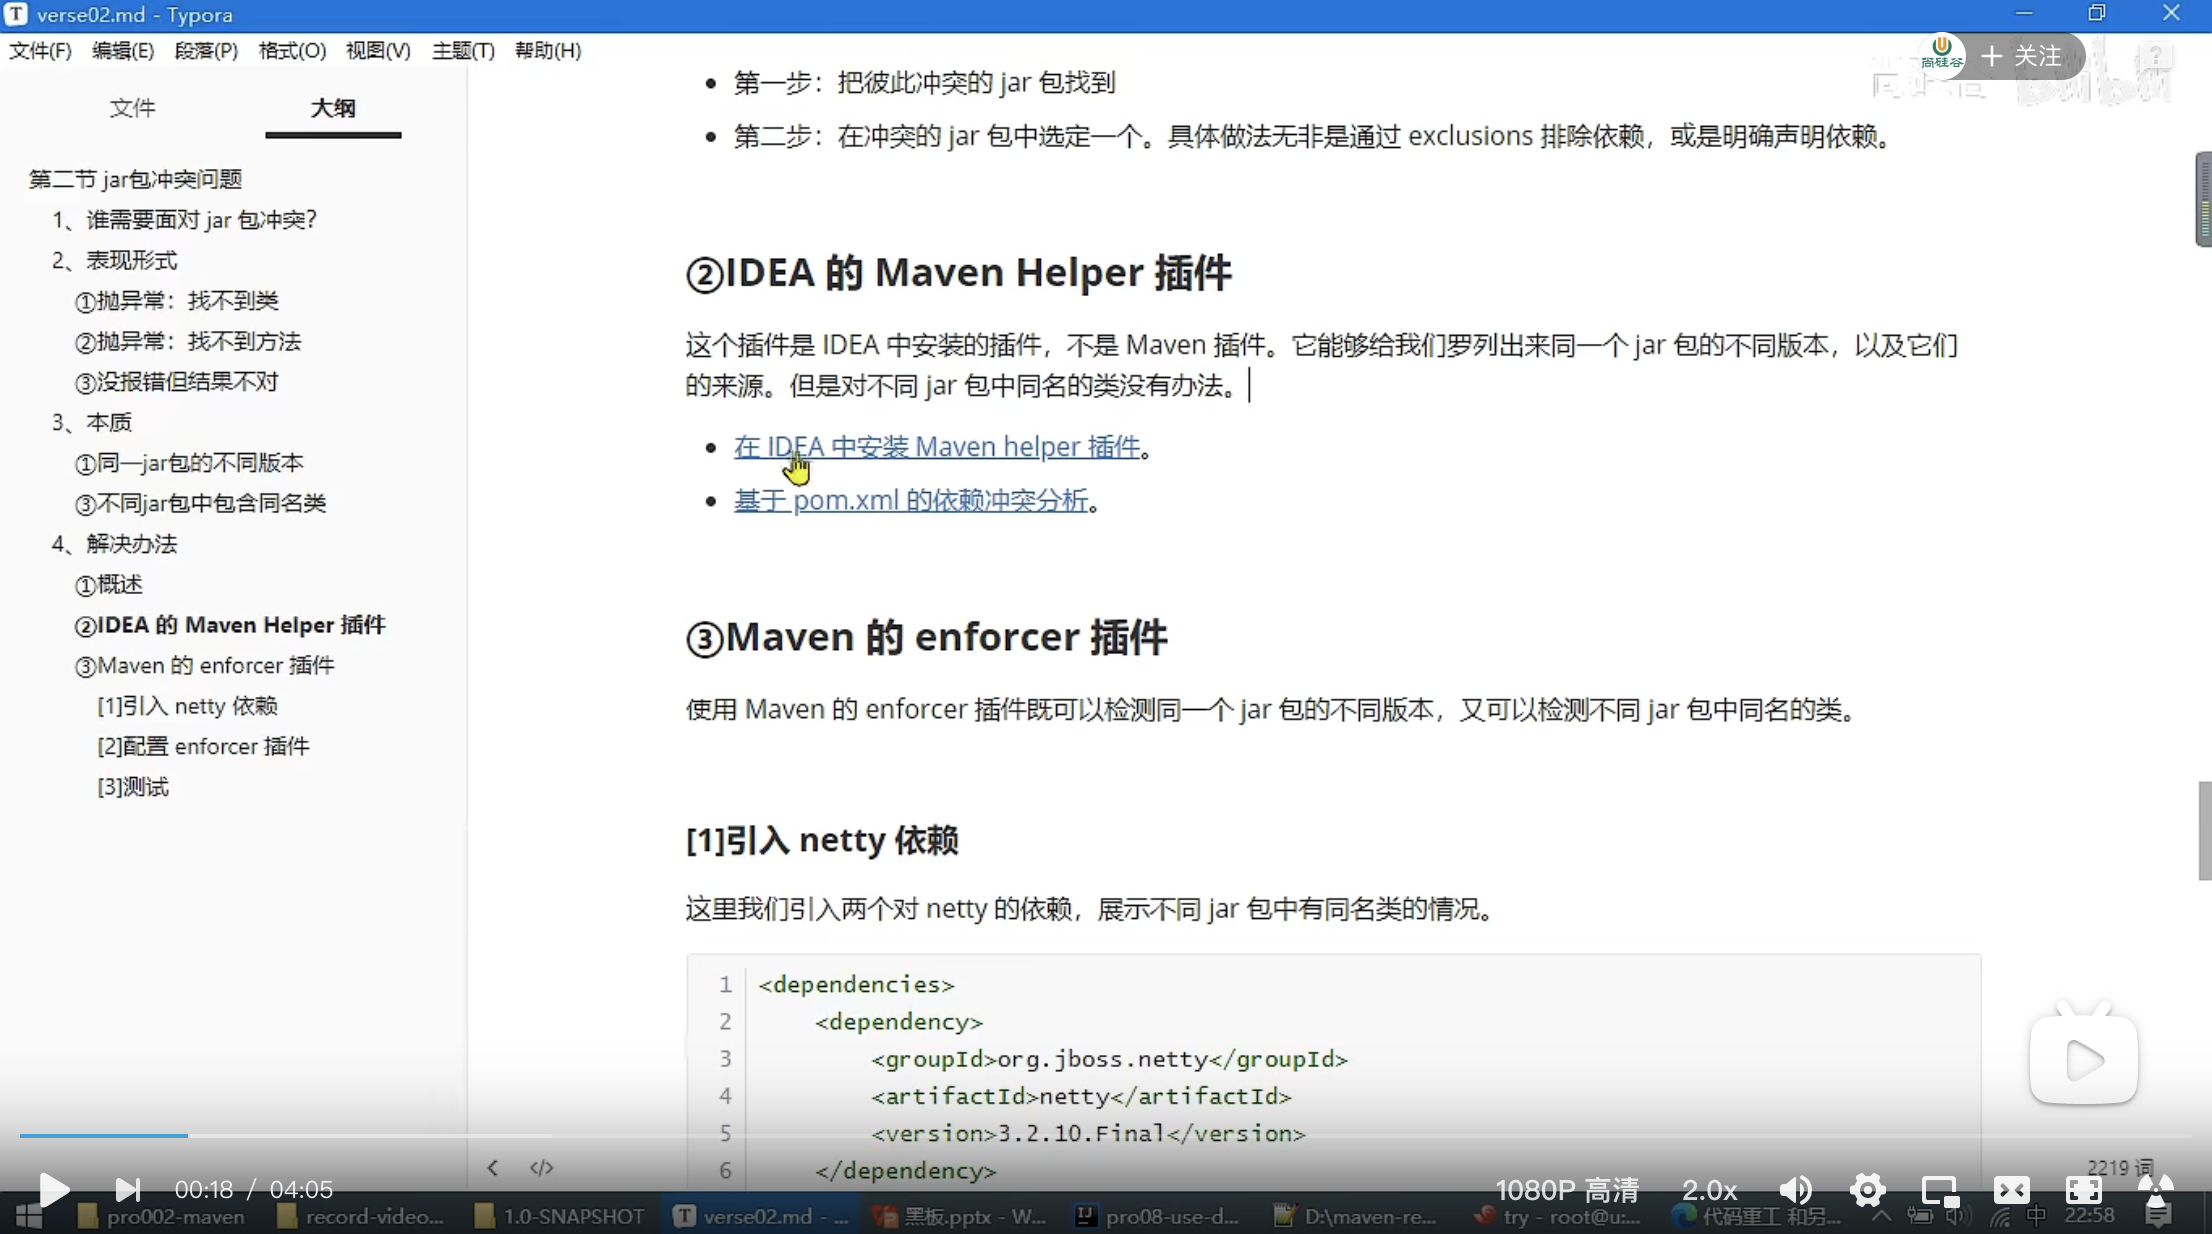 verse02.md - Typora
文件(F) 编辑(E) 段落(P) 格式(O) 视图(V) 主题(T) 帮助(H)
尚硅谷
+ 关注
文件 大纲
第二节 jar包冲突问题
1、谁需要面对 jar 包冲突?
2、表现形式
①抛异常：找不到类
②抛异常：找不到方法
③没报错但结果不对
3、本质
①同一jar包的不同版本
③不同jar包中包含同名类
4、解决办法
①概述
②IDEA 的 Maven Helper 插件
③Maven 的 enforcer 插件
[1]引入 netty 依赖
[2]配置 enforcer 插件
[3]测试
第一步：把彼此冲突的 jar 包找到
第二步：在冲突的 jar 包中选定一个。具体做法无非是通过 exclusions 排除依赖，或是明确声明依赖。
②IDEA 的 Maven Helper 插件
这个插件是 IDEA 中安装的插件，不是 Maven 插件。它能够给我们罗列出来同一个 jar 包的不同版本，以及它们
的来源。但是对不同 jar 包中同名的类没有办法。
在 IDEA 中安装 Maven helper 插件。
基于 pom.xml 的依赖冲突分析。
③Maven 的 enforcer 插件
使用 Maven 的 enforcer 插件既可以检测同一个 jar 包的不同版本，又可以检测不同 jar 包中同名的类。
[1]引入 netty 依赖
这里我们引入两个对 netty 的依赖，展示不同 jar 包中有同名类的情况。
1 <dependencies>
2 <dependency>
3 <groupId>org.jboss.netty</groupId>
4 <artifactId>netty</artifactId>
5 <version>3.2.10.Final</version>
6 </dependency>
2219 词
00:18 / 04:05
1080P 高清 2.0x
pro002-maven record-video... 1.0-SNAPSHOT verse02.md - ... 黑板.pptx - W... pro08-use-d... D:\maven-re... try - root@u:... 代码重工 和另... 中 22:58